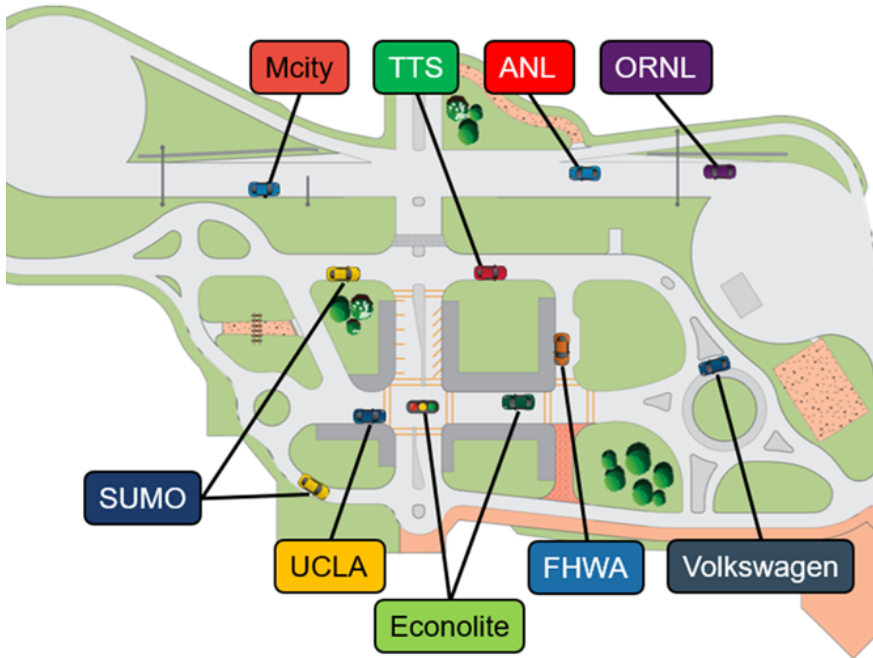 Mcity
TTS
ANL
ORNL
SUMO
UCLA
FHWA
Volkswagen
Econolite